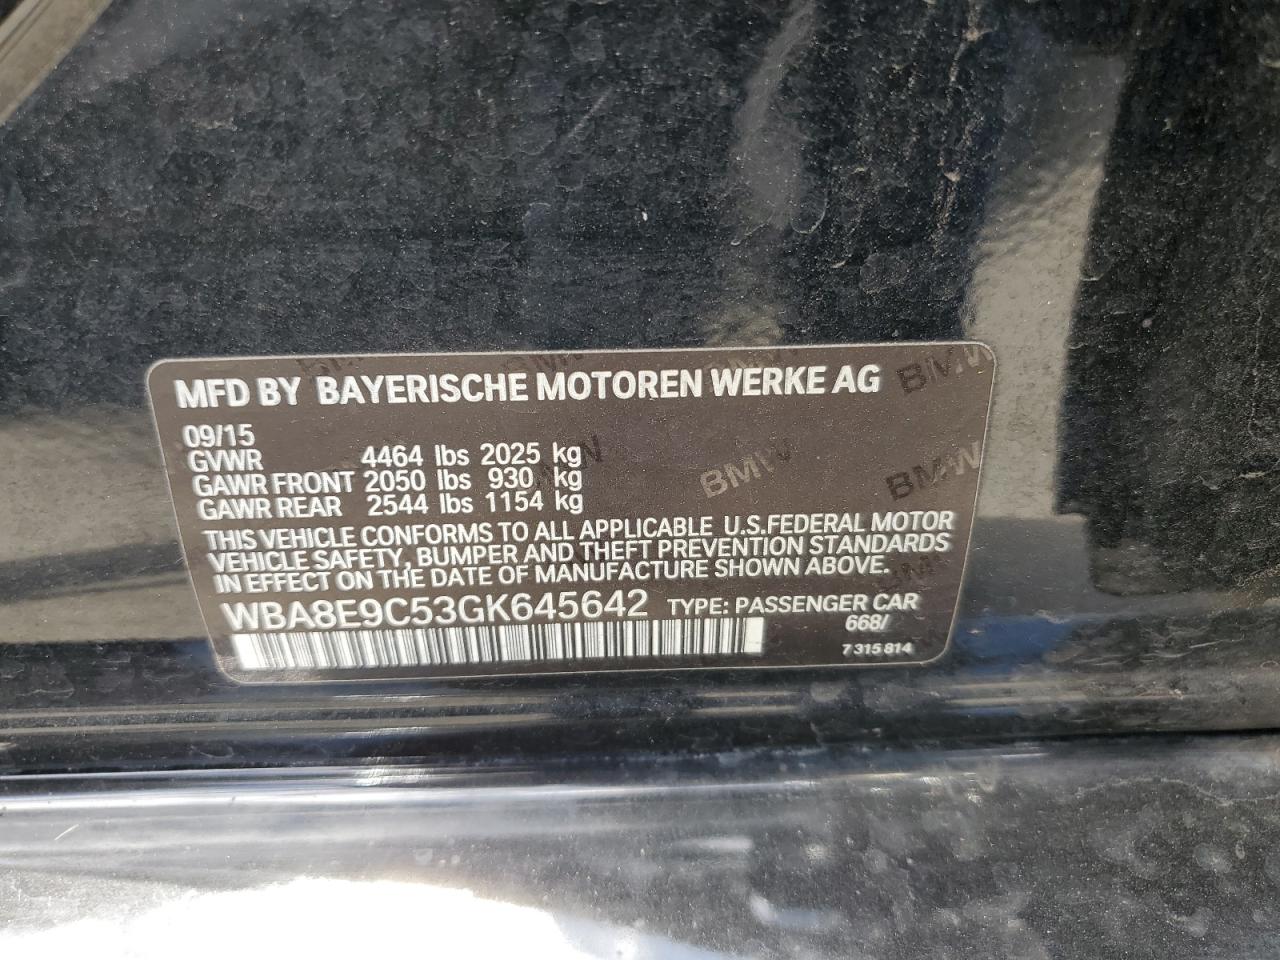 MFD BY BAYERISCHE MOTOREN WERKE AG
09/15
GVWR 4464 lbs 2025 kg
GAWR FRONT 2050 lbs 930 kg
GAWR REAR 2544 lbs 1154 kg
THIS VEHICLE CONFORMS TO ALL APPLICABLE U.S.FEDERAL MOTOR
VEHICLE SAFETY, BUMPER AND THEFT PREVENTION STANDARDS
IN EFFECT ON THE DATE OF MANUFACTURE SHOWN ABOVE.
WBA8E9C53GK645642 TYPE: PASSENGER CAR
668/
7 315 814
BMW
BMW
BMW